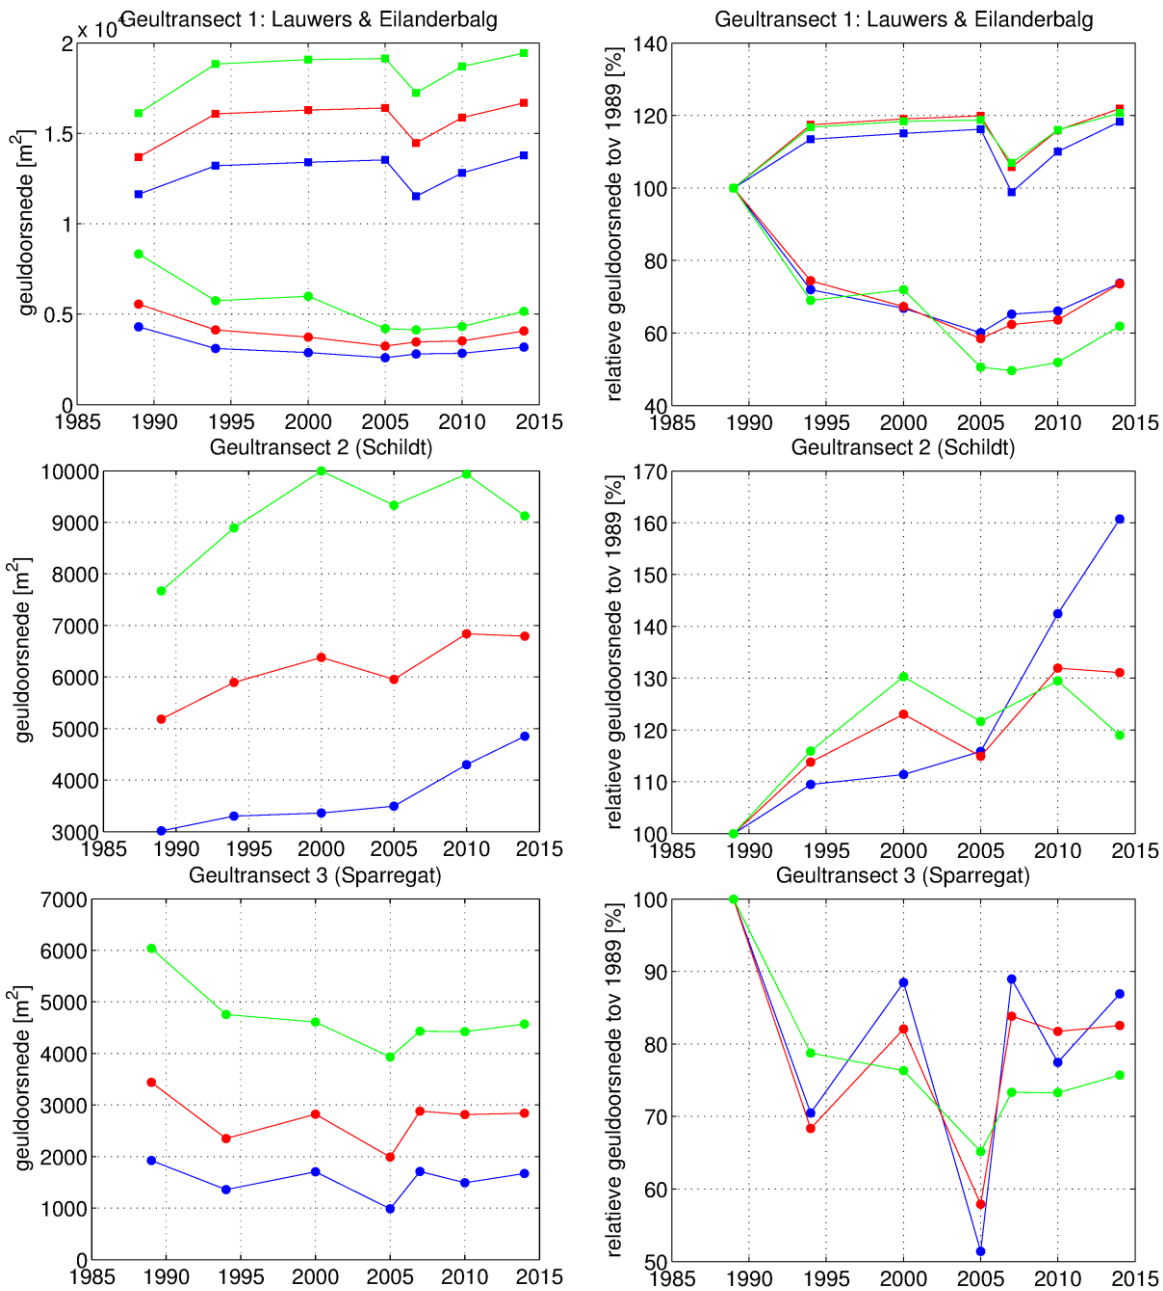 Geultransect 1: Lauwers & Eilanderbalg
2 x 10^4
1.5
1
0.5
0
geuldoorsnede [m^2]
1985 1990 1995 2000 2005 2010 2015
Geultransect 1: Lauwers & Eilanderbalg
140
120
100
80
60
40
relatieve geuldoorsnede tov 1989 [%]
1985 1990 1995 2000 2005 2010 2015
Geultransect 2 (Schildt)
10000
9000
8000
7000
6000
5000
4000
3000
geuldoorsnede [m^2]
1985 1990 1995 2000 2005 2010 2015
Geultransect 2 (Schildt)
170
160
150
140
130
120
110
100
relatieve geuldoorsnede tov 1989 [%]
1985 1990 1995 2000 2005 2010 2015
Geultransect 3 (Sparregat)
7000
6000
5000
4000
3000
2000
1000
0
geuldoorsnede [m^2]
1985 1990 1995 2000 2005 2010 2015
Geultransect 3 (Sparregat)
100
90
80
70
60
50
relatieve geuldoorsnede tov 1989 [%]
1985 1990 1995 2000 2005 2010 2015